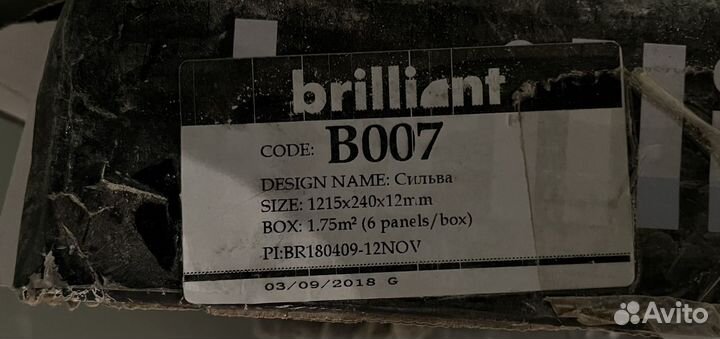 brilliant
CODE: B007
DESIGN NAME: Сильва
SIZE: 1215x240x12m.m
BOX: 1.75m² (6 panels/box)
PI:BR180409-12NOV
03/09/2018 G
Avito